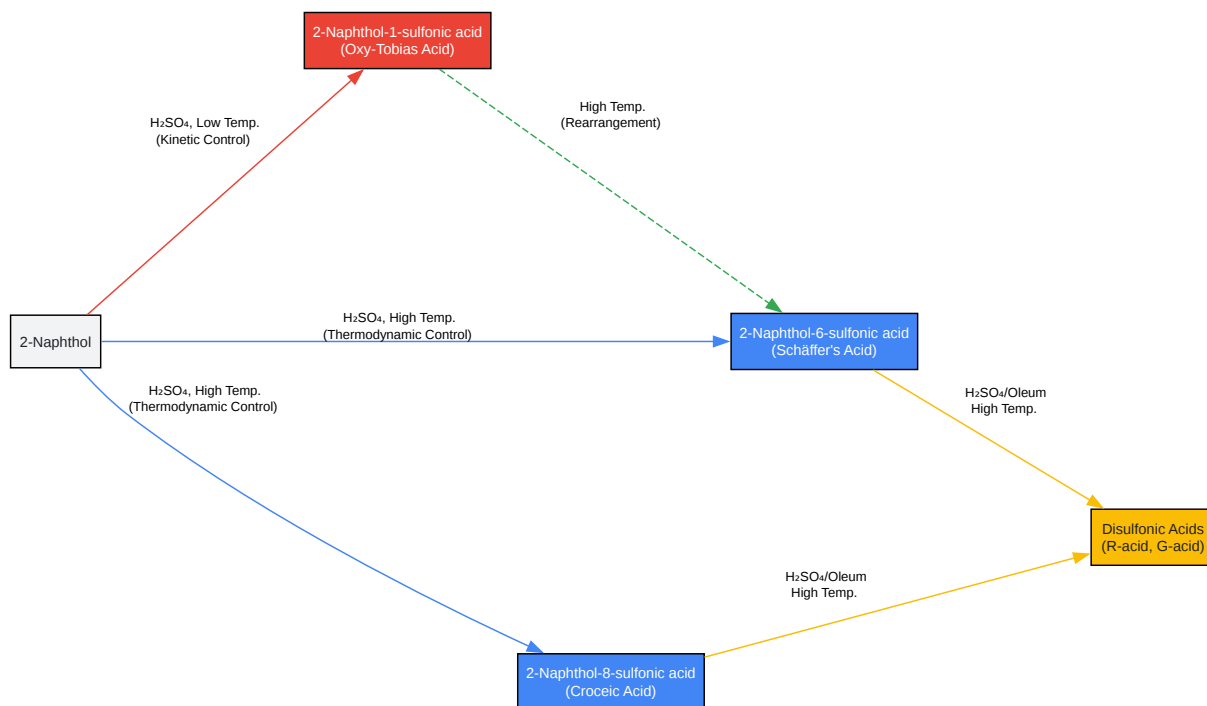 2-Naphthol-1-sulfonic acid
(Oxy-Tobias Acid)
H₂SO₄, Low Temp.
(Kinetic Control)
High Temp.
(Rearrangement)
2-Naphthol
H₂SO₄, High Temp.
(Thermodynamic Control)
2-Naphthol-6-sulfonic acid
(Schäffer's Acid)
H₂SO₄, High Temp.
(Thermodynamic Control)
H₂SO₄/Oleum
High Temp.
Disulfonic Acids
(R-acid, G-acid)
H₂SO₄/Oleum
High Temp.
2-Naphthol-8-sulfonic acid
(Croceic Acid)